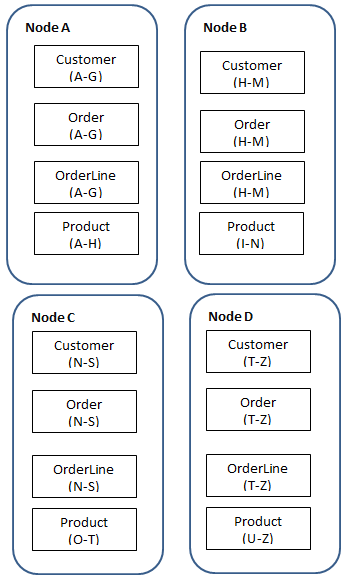 Node A
Customer
(A-G)
Order
(A-G)
OrderLine
(A-G)
Product
(A-H)
Node B
Customer
(H-M)
Order
(H-M)
OrderLine
(H-M)
Product
(I-N)
Node C
Customer
(N-S)
Order
(N-S)
OrderLine
(N-S)
Product
(O-T)
Node D
Customer
(T-Z)
Order
(T-Z)
OrderLine
(T-Z)
Product
(U-Z)